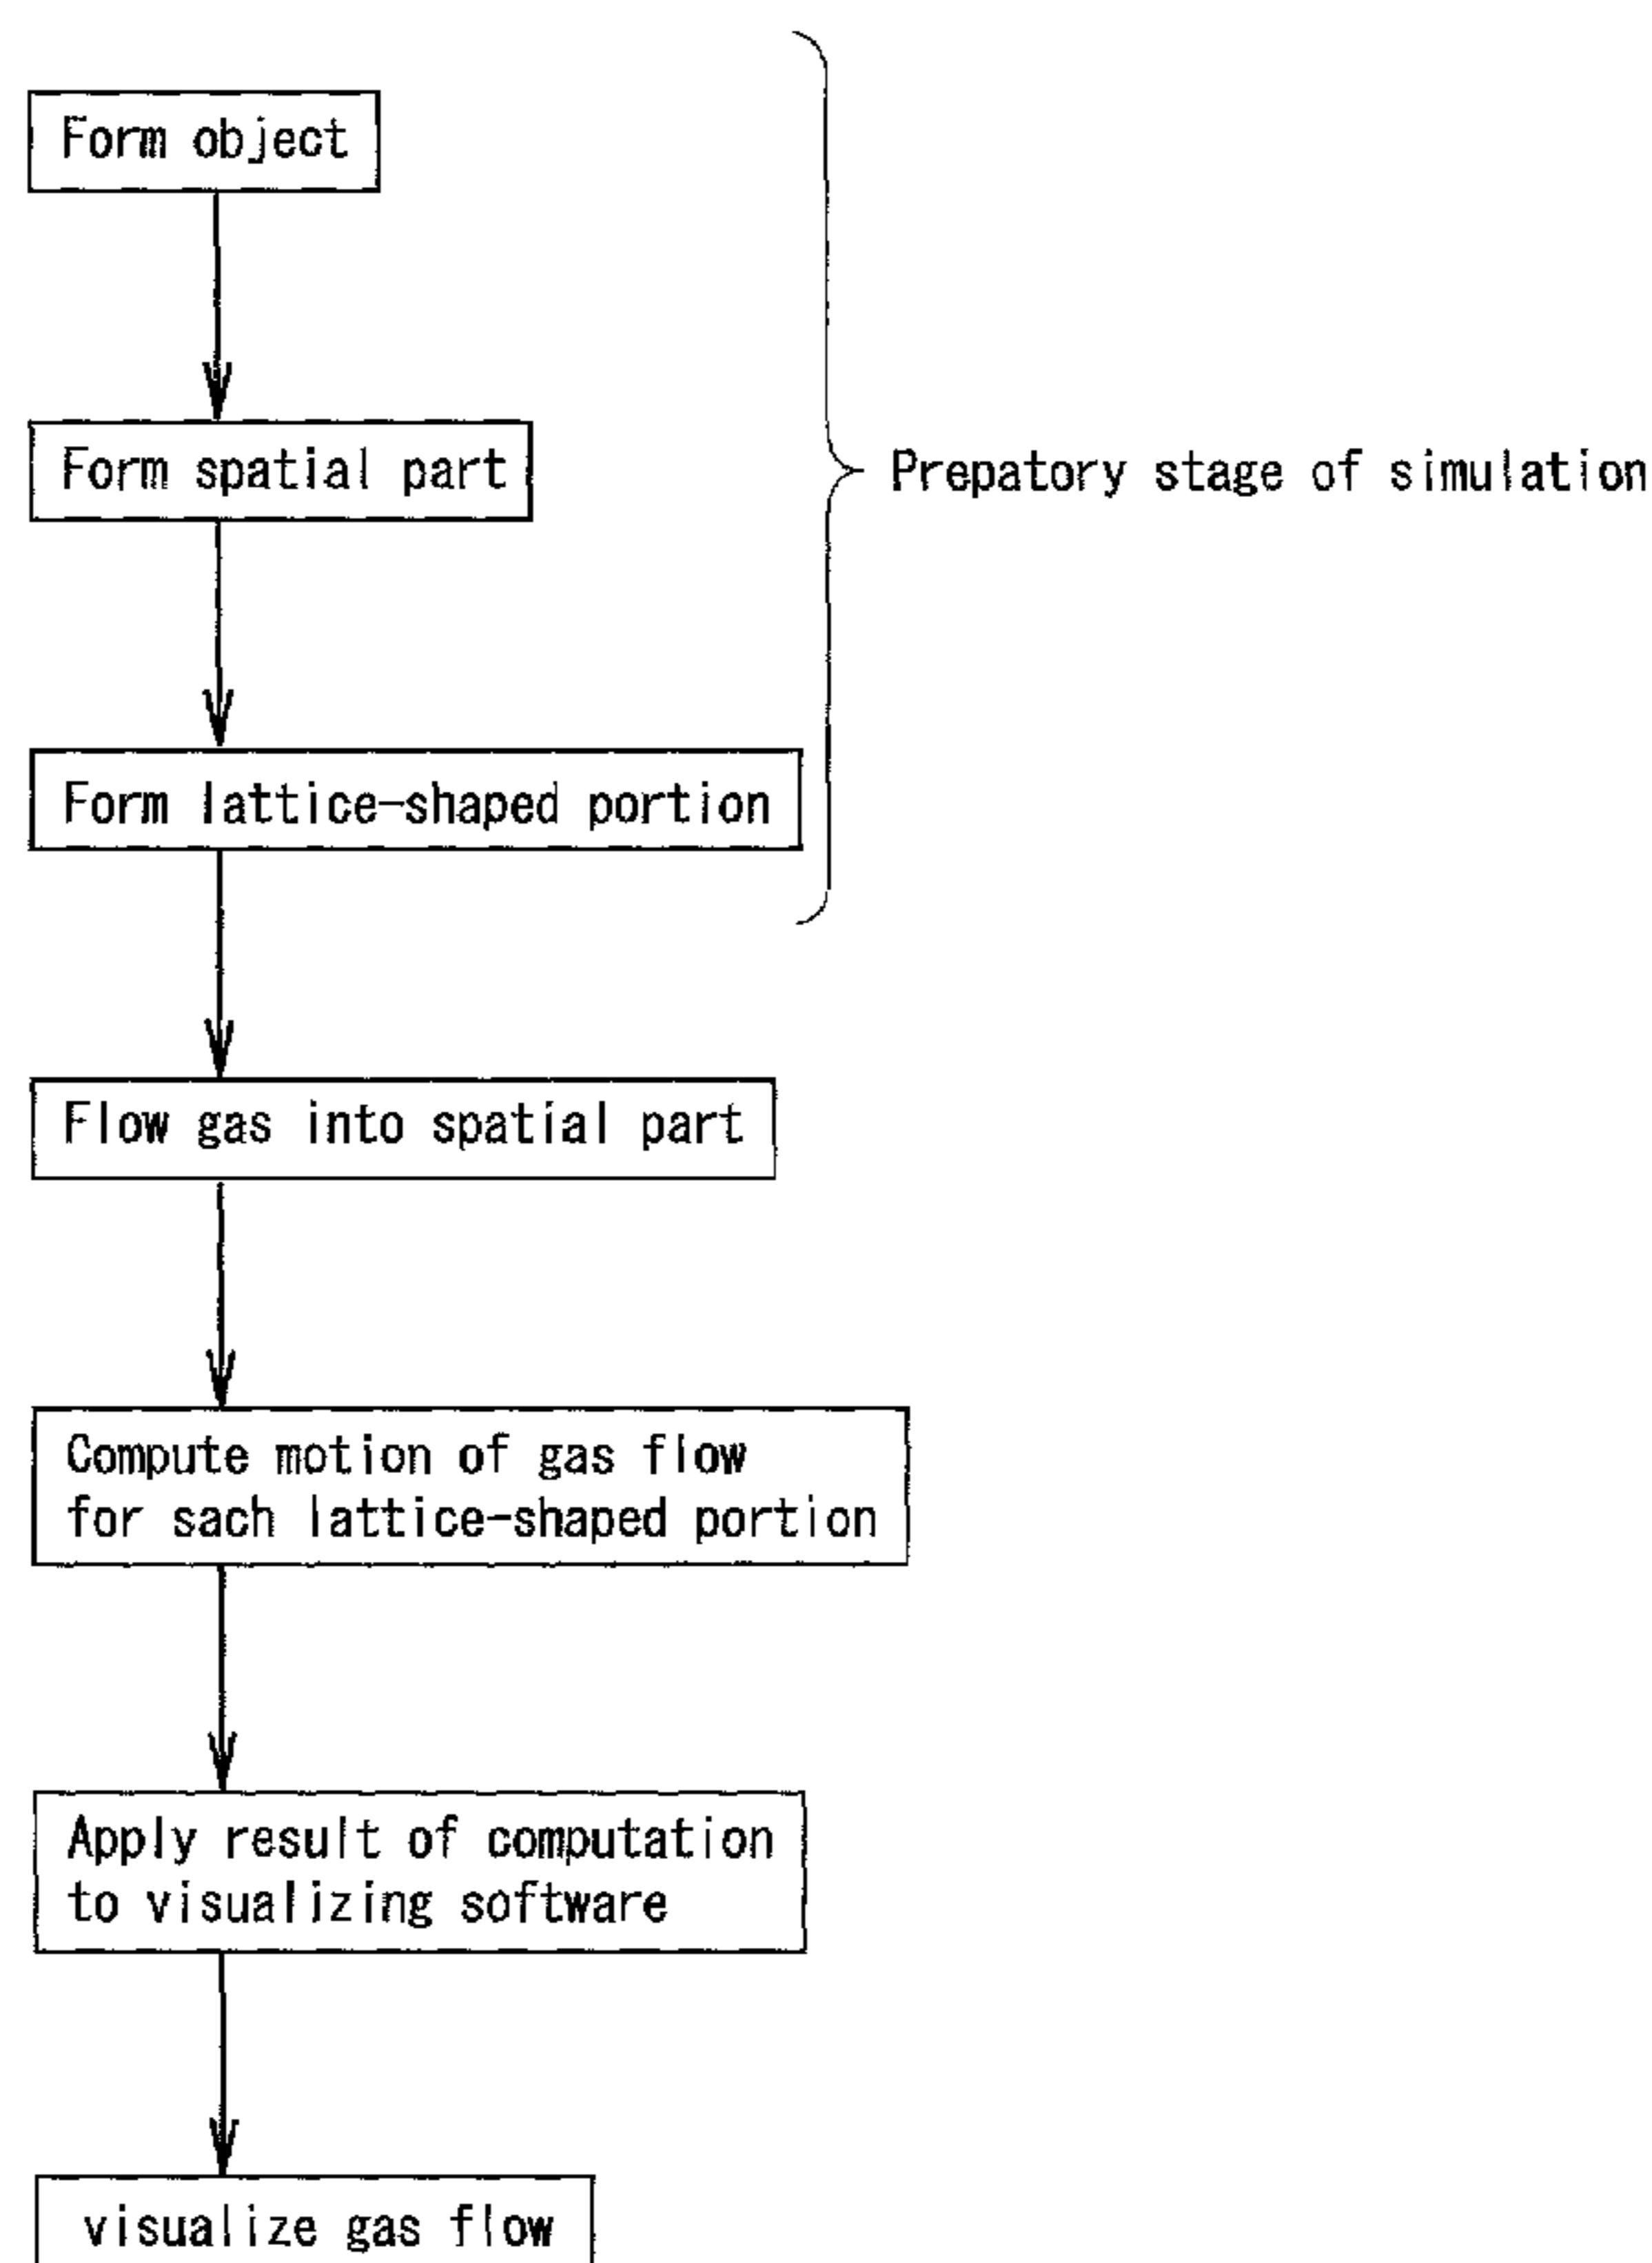 Form object
Form spatial part
Prepatory stage of simulation
Form lattice-shaped portion
Flow gas into spatial part
Compute motion of gas flow
for sach lattice-shaped portion
Apply result of computation
to visualizing software
visualize gas flow